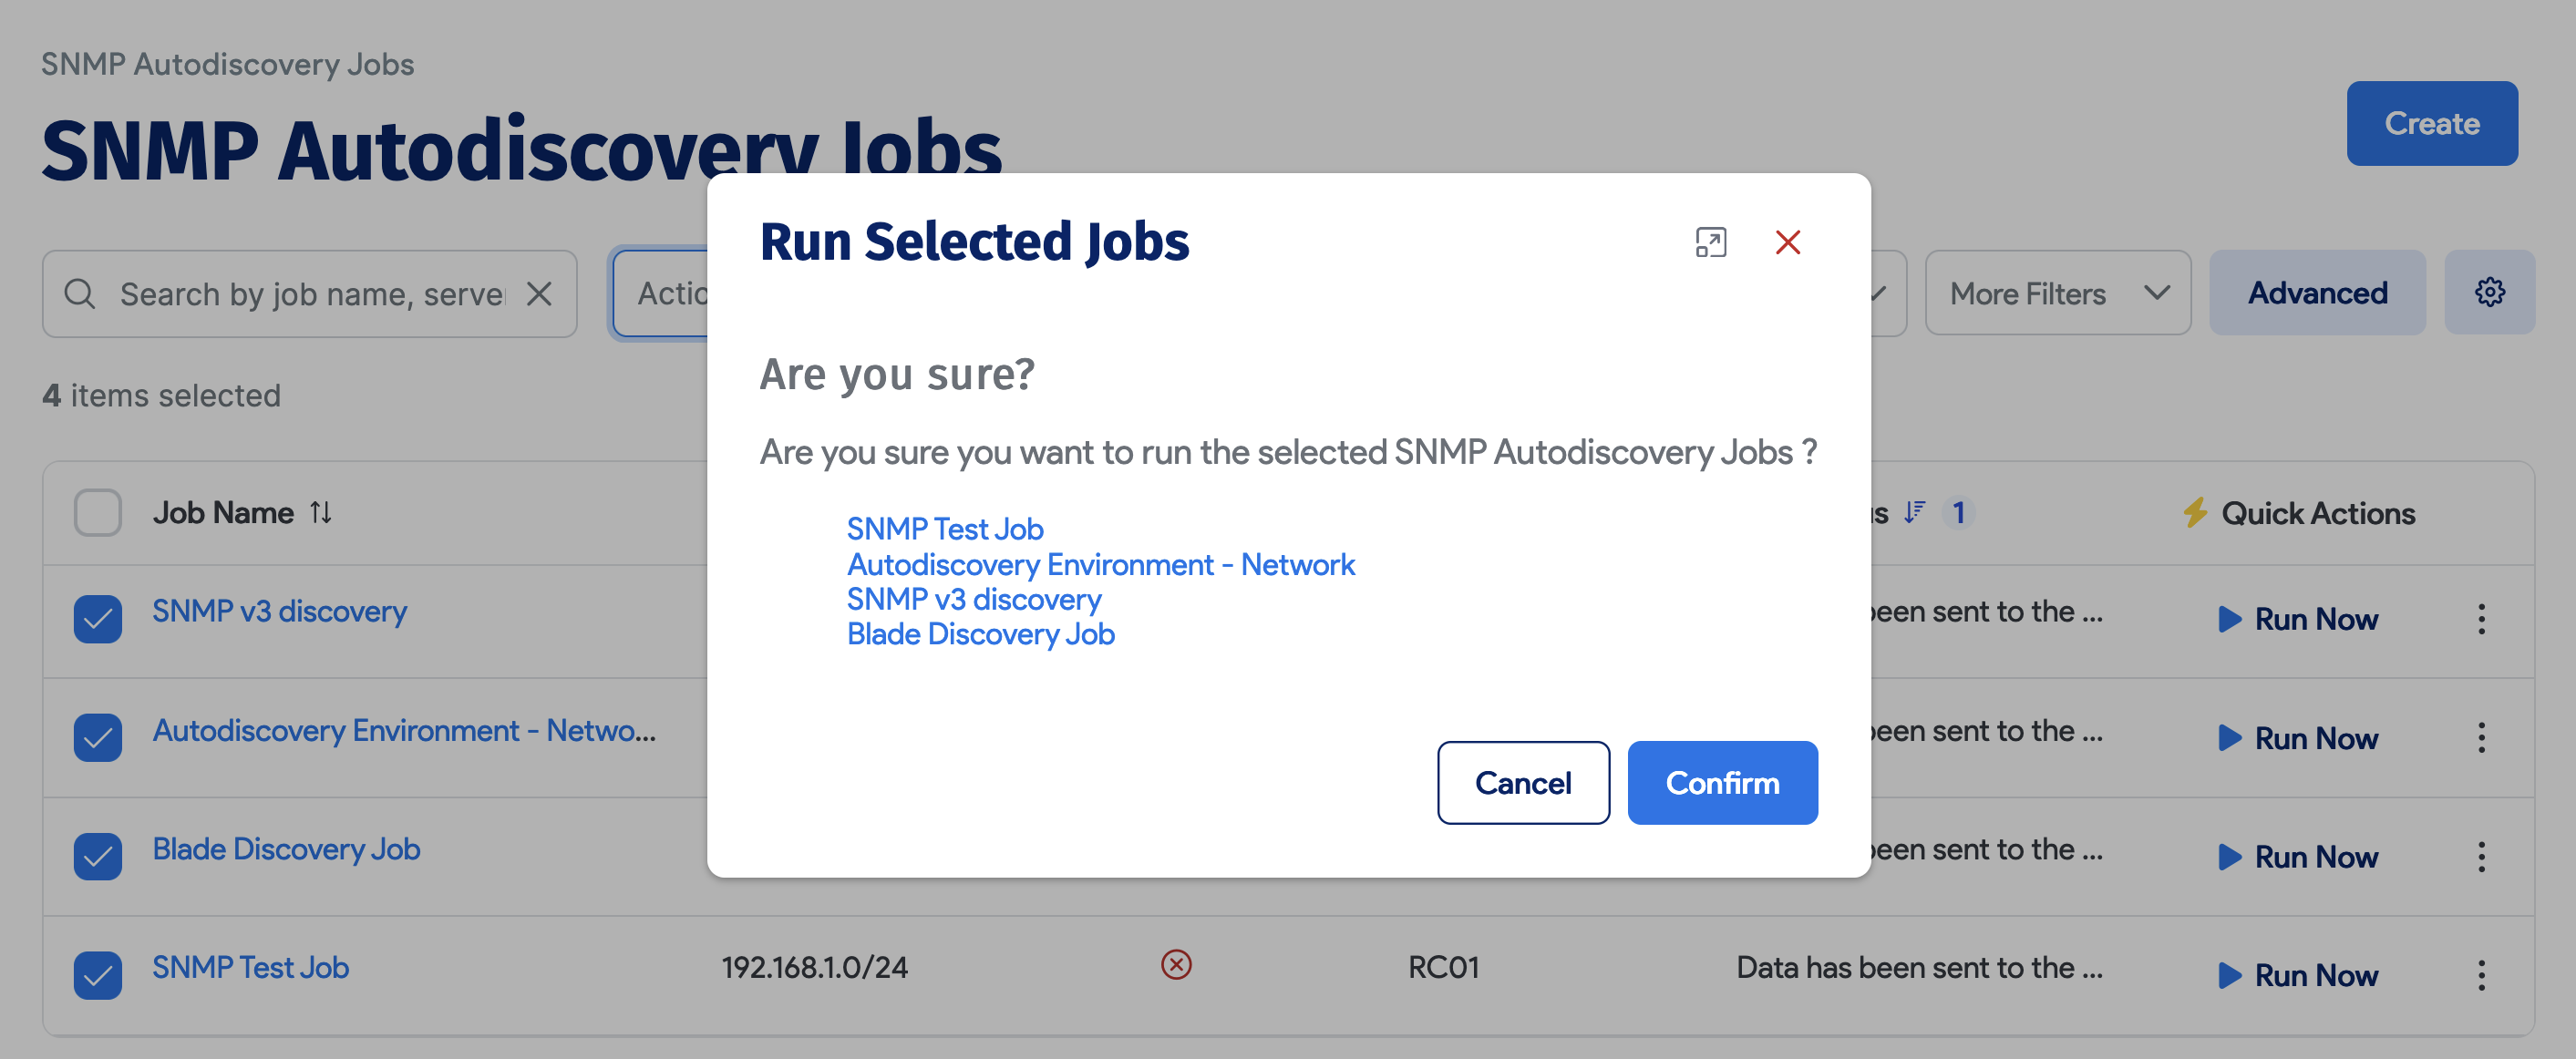 SNMP Autodiscovery Jobs
SNMP Autodiscovery Jobs
Create
Run Selected Jobs
Search by job name, serve
More Filters
Advanced
Are you sure?
4 items selected
Are you sure you want to run the selected SNMP Autodiscovery Jobs ?
Job Name
1
Quick Actions
SNMP Test Job
Autodiscovery Environment - Network
SNMP v3 discovery
Blade Discovery Job
SNMP v3 discovery
been sent to the ...
Run Now
Autodiscovery Environment - Netwo...
been sent to the ...
Run Now
Cancel
Confirm
Blade Discovery Job
been sent to the ...
Run Now
SNMP Test Job
192.168.1.0/24
RC01
Data has been sent to the ...
Run Now